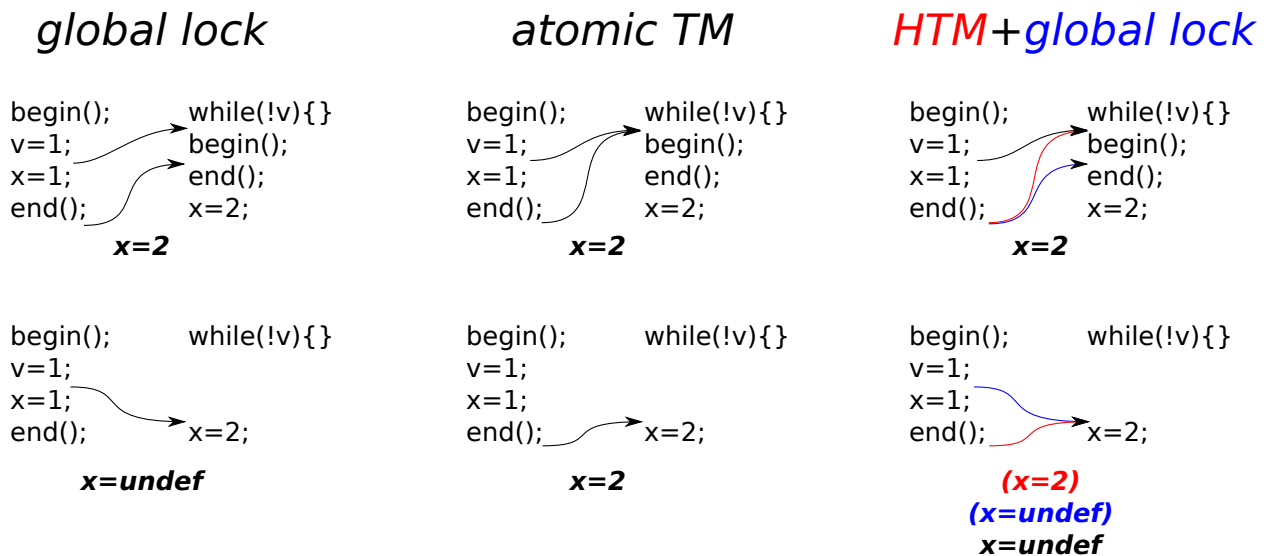 global lock
begin(); while(!v){}
v=1;
x=1; begin();
end(); end();
x=2;
x=2
begin(); while(!v){}
v=1;
x=1;
end(); x=2;
x=undef
atomic TM
begin(); while(!v){}
v=1; begin();
x=1; end();
end(); x=2;
x=2
begin(); while(!v){}
v=1;
x=1;
end(); x=2;
x=2
HTM+global lock
begin(); while(!v){}
v=1; begin();
x=1; end();
end(); x=2;
x=2
begin(); while(!v){}
v=1;
x=1;
end(); x=2;
(x=2)
(x=undef)
x=undef